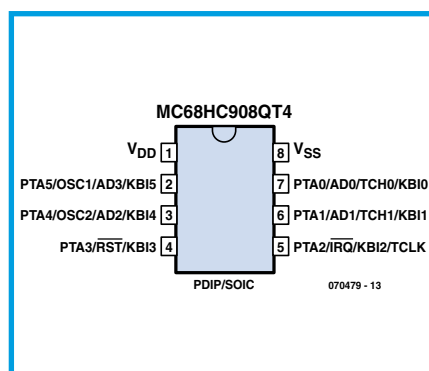 MC68HC908QT4
VDD 1 8 VSS
PTA5/OSC1/AD3/KBI5 2 7 PTA0/AD0/TCH0/KBI0
PTA4/OSC2/AD2/KBI4 3 6 PTA1/AD1/TCH1/KBI1
PTA3/RST/KBI3 4 5 PTA2/IRQ/KBI2/TCLK
PDIP/SOIC 070479 - 13